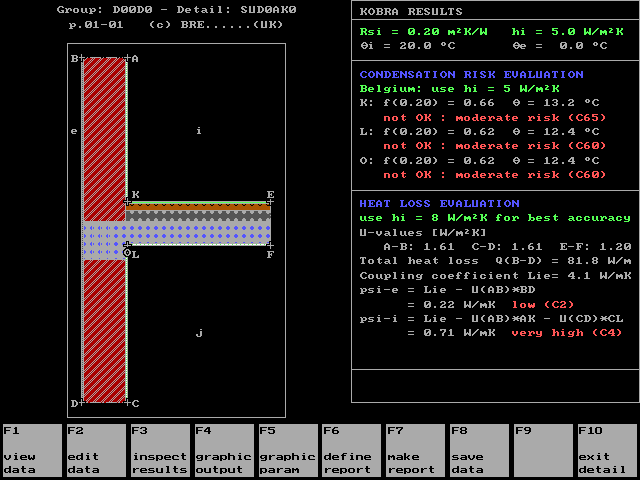 Group: D00D0 - Detail: SUD0AK0
p.01-01 (c) BRE......(UK)
B
A
e
i
K
E
L
F
j
D
C
KOBRA RESULTS
Rsi = 0.20 m²K/W hi = 5.0 W/m²K
θi = 20.0 °C θe = 0.0 °C
CONDENSATION RISK EVALUATION
Belgium: use hi = 5 W/m²K
K: f(0.20) = 0.66 θ = 13.2 °C
not OK : moderate risk (C65)
L: f(0.20) = 0.62 θ = 12.4 °C
not OK : moderate risk (C60)
O: f(0.20) = 0.62 θ = 12.4 °C
not OK : moderate risk (C60)
HEAT LOSS EVALUATION
use hi = 8 W/m²K for best accuracy
U-values [W/m²K]
A-B: 1.61 C-D: 1.61 E-F: 1.20
Total heat loss Q(B-D) = 81.8 W/m
Coupling coefficient Lie= 4.1 W/mK
psi-e = Lie - U(AB)*BD
= 0.22 W/mK low (C2)
psi-i = Lie - U(AB)*AK - U(CD)*CL
= 0.71 W/mK very high (C4)
F1 view data
F2 edit data
F3 inspect results
F4 graphic output
F5 graphic param
F6 define report
F7 make report
F8 save data
F9
F10 exit detail